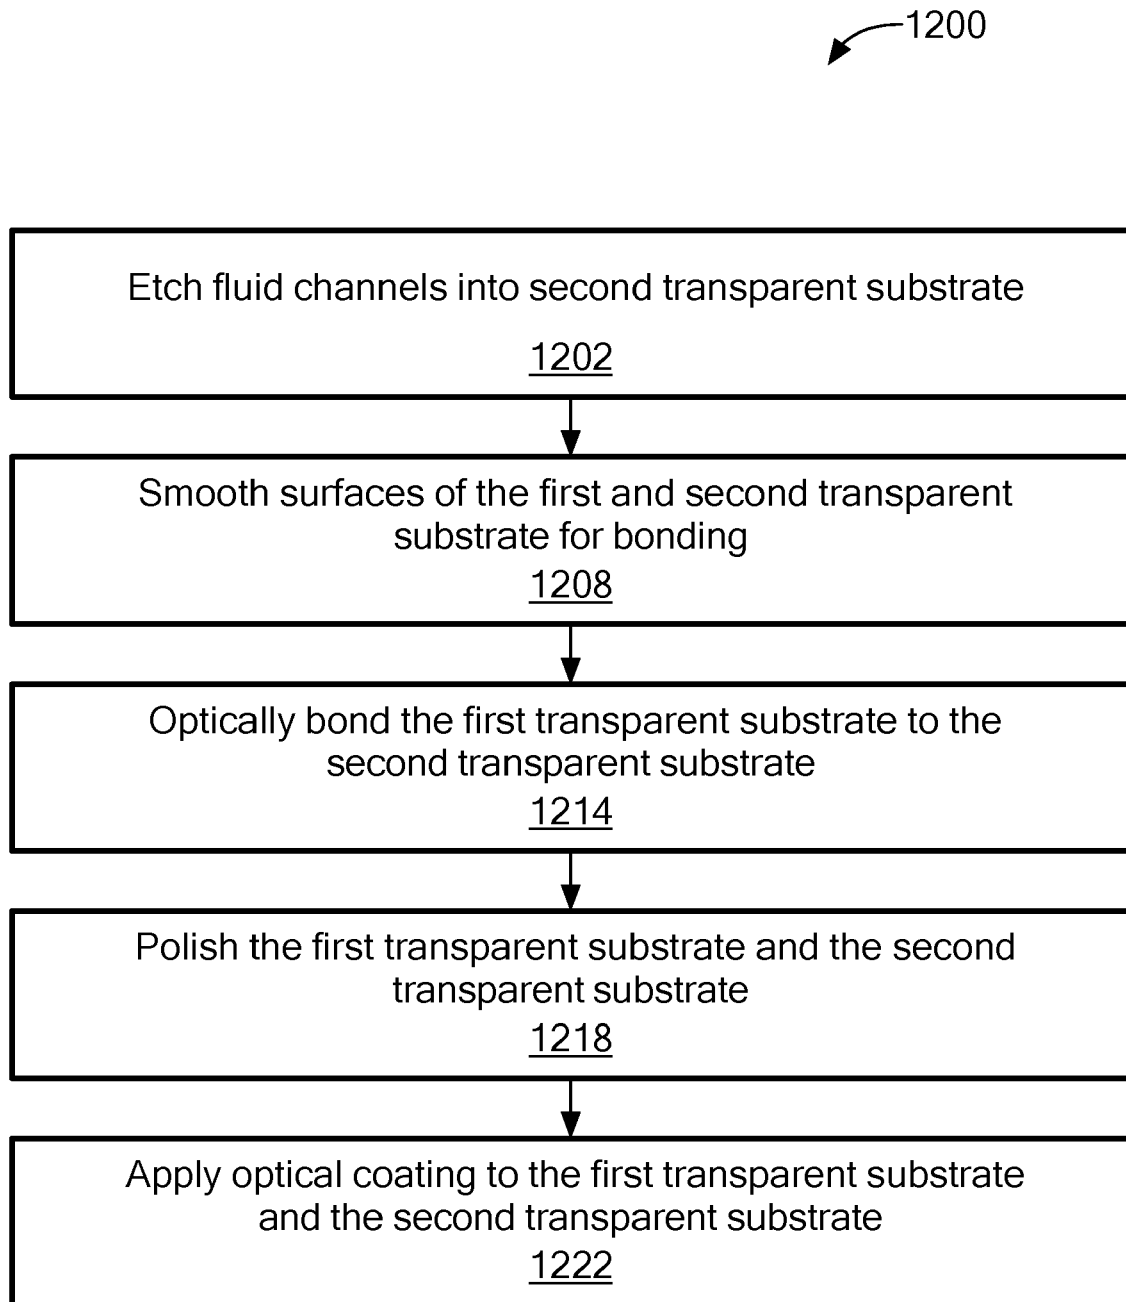 1200
Etch fluid channels into second transparent substrate
1202
Smooth surfaces of the first and second transparent
substrate for bonding
1208
Optically bond the first transparent substrate to the
second transparent substrate
1214
Polish the first transparent substrate and the second
transparent substrate
1218
Apply optical coating to the first transparent substrate
and the second transparent substrate
1222